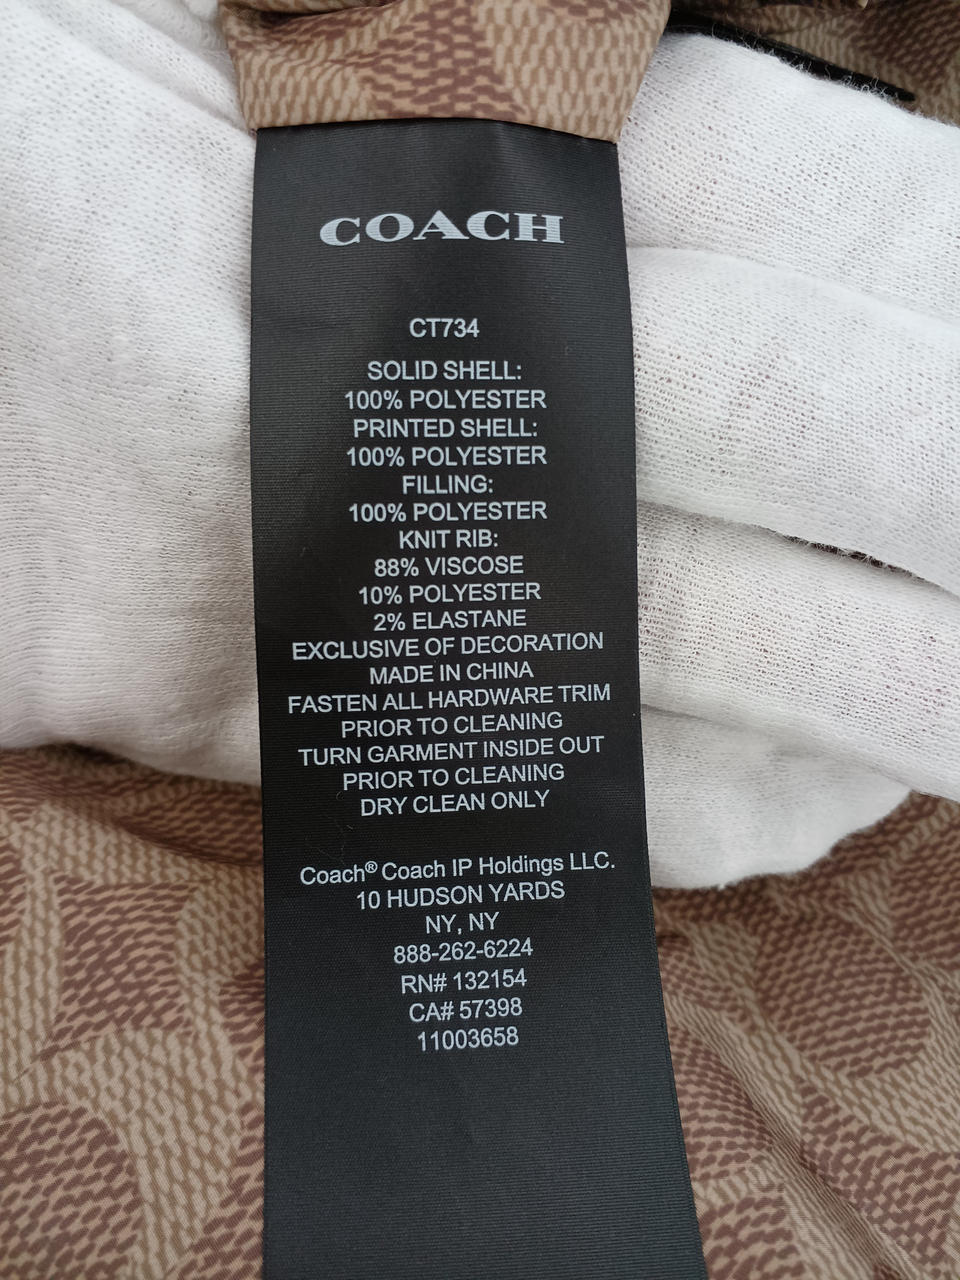 COACH
CT734
SOLID SHELL:
100% POLYESTER
PRINTED SHELL:
100% POLYESTER
FILLING:
100% POLYESTER
KNIT RIB:
88% VISCOSE
10% POLYESTER
2% ELASTANE
EXCLUSIVE OF DECORATION
MADE IN CHINA
FASTEN ALL HARDWARE TRIM
PRIOR TO CLEANING
TURN GARMENT INSIDE OUT
PRIOR TO CLEANING
DRY CLEAN ONLY
Coach® Coach IP Holdings LLC.
10 HUDSON YARDS
NY, NY
888-262-6224
RN# 132154
CA# 57398
11003658